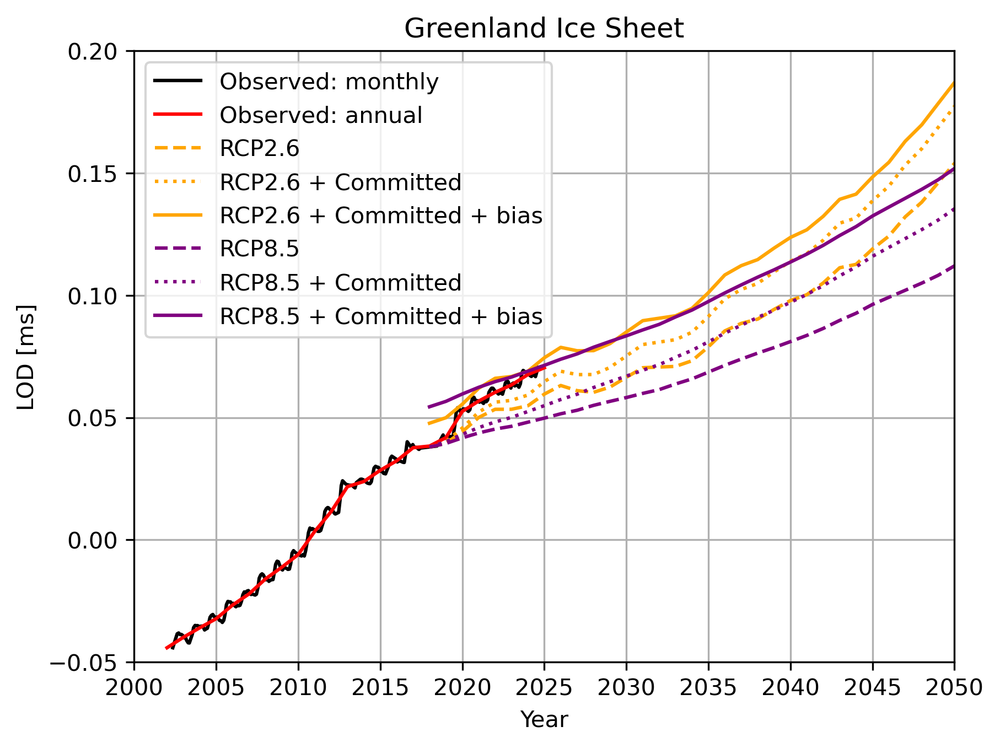 Greenland Ice Sheet
0.20
0.15
0.10
0.05
0.00
−0.05
LOD [ms]
Observed: monthly
Observed: annual
RCP2.6
RCP2.6 + Committed
RCP2.6 + Committed + bias
RCP8.5
RCP8.5 + Committed
RCP8.5 + Committed + bias
2000 2005 2010 2015 2020 2025 2030 2035 2040 2045 2050
Year